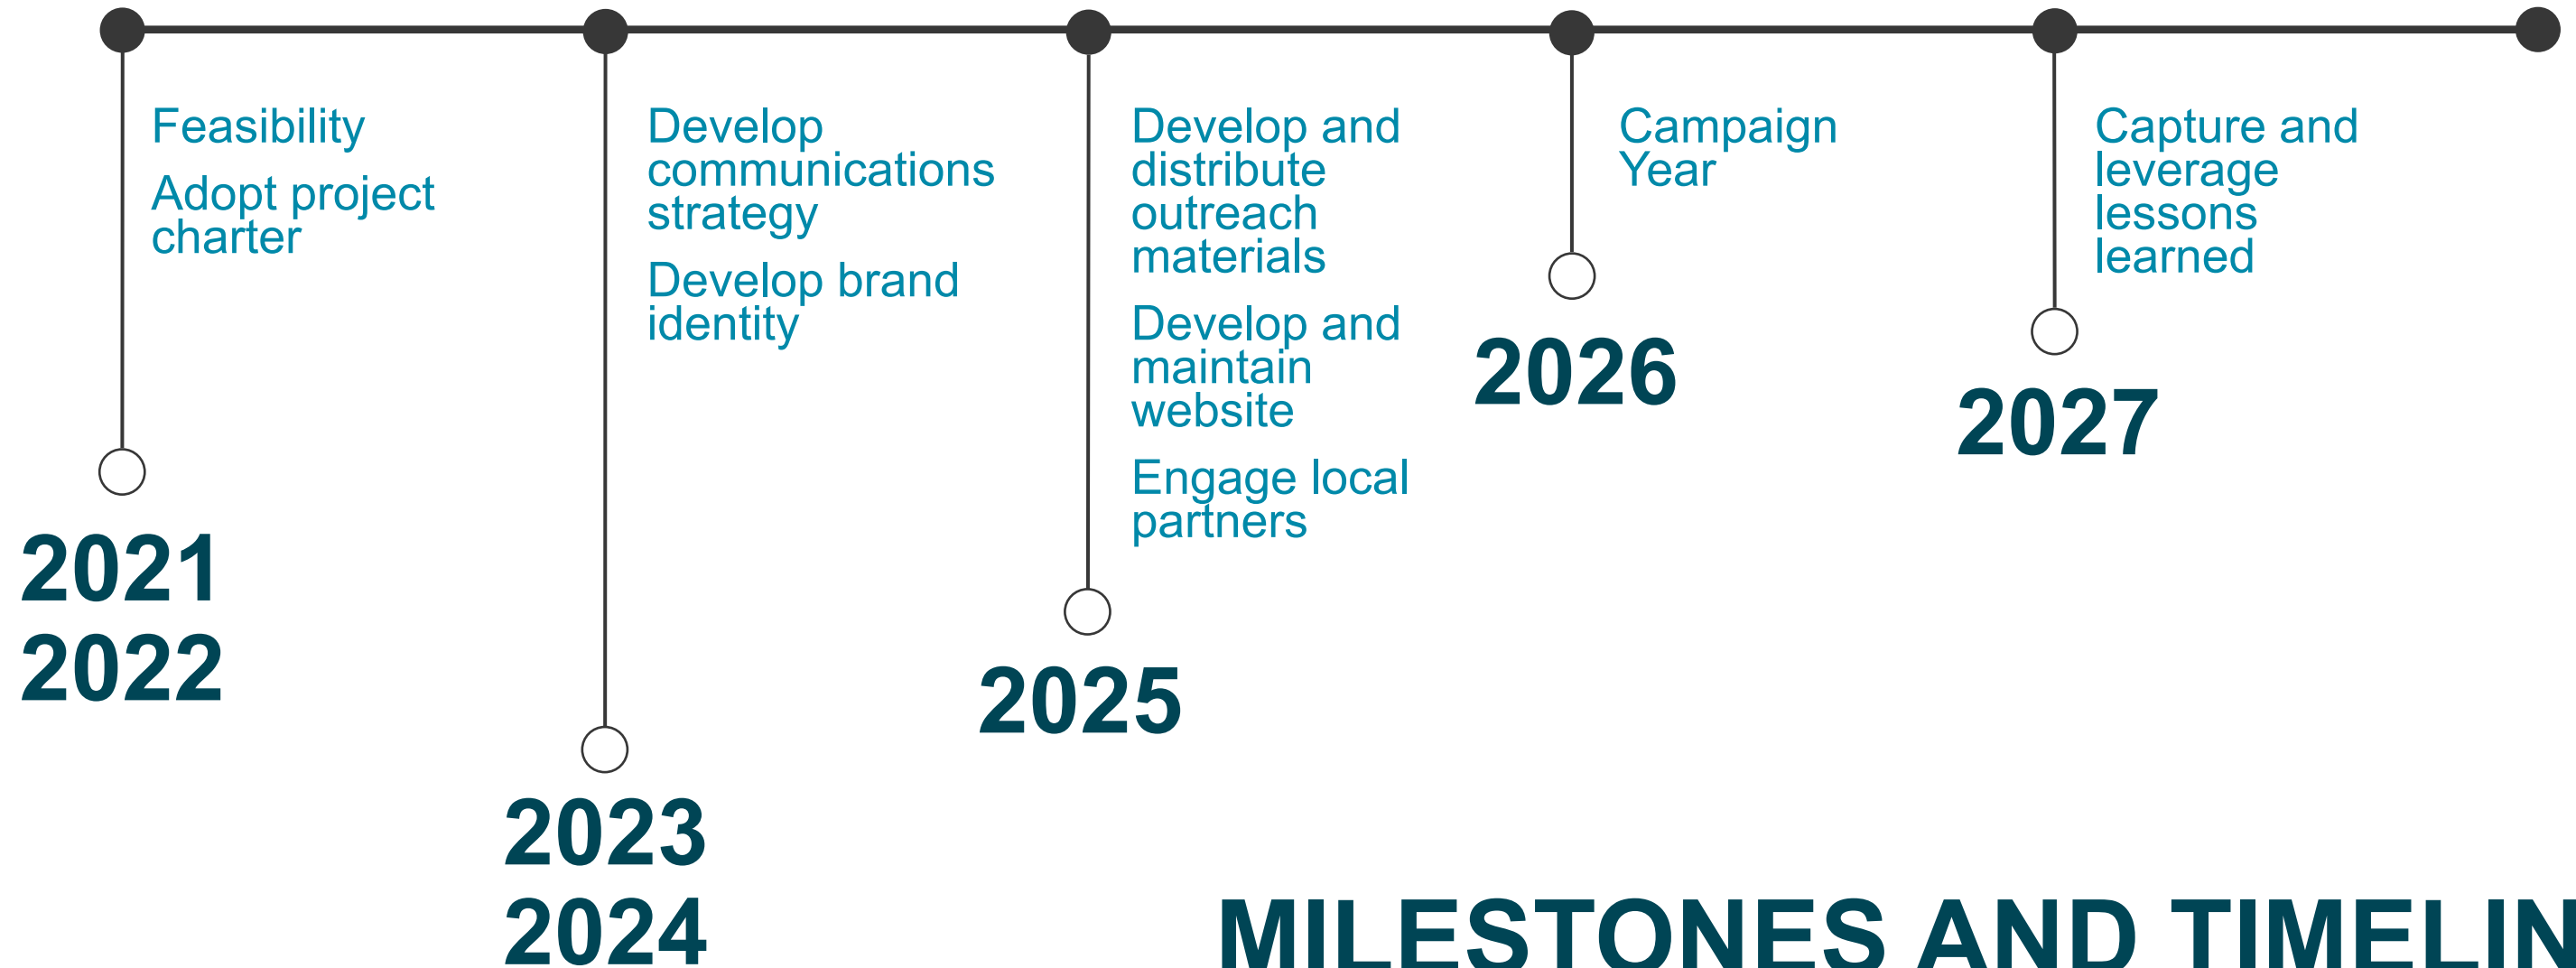 Feasibility
Adopt project
charter
2021
2022
Develop
communications
strategy
Develop brand
identity
2023
2024
Develop and
distribute
outreach
materials
Develop and
maintain
website
Engage local
partners
2025
Campaign
Year
2026
Capture and
leverage
lessons
learned
2027
MILESTONES AND TIMELIN